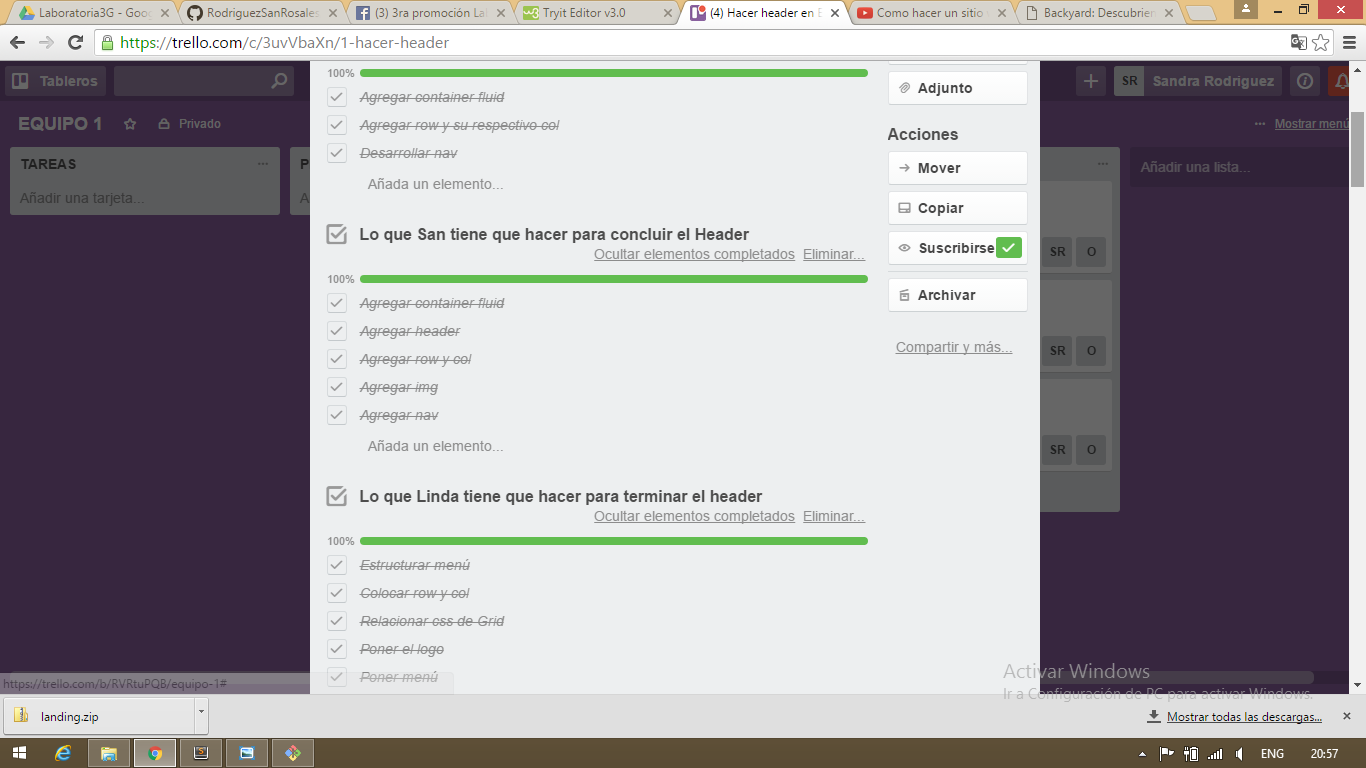 Laboratoria3G - Goo
RodriguezSanRosales
(3) 3ra promoción La
Tryit Editor v3.0
(4) Hacer header en E
Como hacer un sitio
Backyard: Descubrien
https://trello.com/c/3uvVbaXn/1-hacer-header
Tableros
SR Sandra Rodriguez
EQUIPO 1
Privado
Mostrar menú
TAREAS
Añadir una tarjeta...
P
A
Añadir una lista...
SR O
SR O
SR O
100%
Agregar container fluid
Agregar row y su respectivo col
Desarrollar nav
Añada un elemento...
Lo que San tiene que hacer para concluir el Header
Ocultar elementos completados Eliminar...
100%
Agregar container fluid
Agregar header
Agregar row y col
Agregar img
Agregar nav
Añada un elemento...
Lo que Linda tiene que hacer para terminar el header
Ocultar elementos completados Eliminar...
100%
Estructurar menú
Colocar row y col
Relacionar css de Grid
Poner el logo
Poner menú
Adjunto
Acciones
Mover
Copiar
Suscribirse
Archivar
Compartir y más...
Activar Windows
Ir a Configuración de PC para activar Windows.
https://trello.com/b/RVRtuPQB/equipo-1#
landing.zip
Mostrar todas las descargas...
ENG
20:57